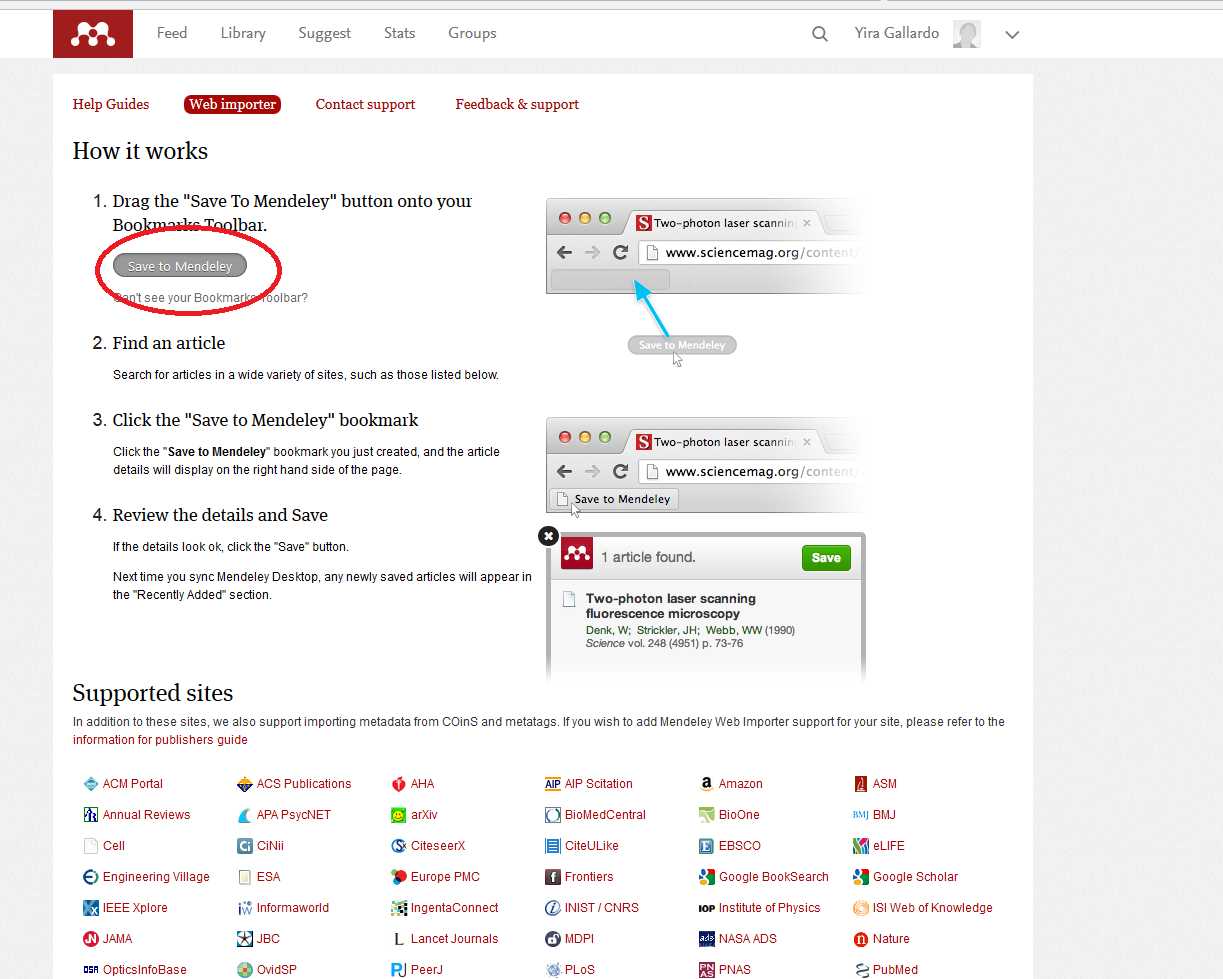 Feed Library Suggest Stats Groups Yira Gallardo
Help Guides Web importer Contact support Feedback & support
How it works
1. Drag the "Save To Mendeley" button onto your
Bookmarks Toolbar.
Save to Mendeley
Can't see your Bookmarks Toolbar?
Two-photon laser scannin
www.sciencemag.org/content/
Save to Mendeley
2. Find an article
Search for articles in a wide variety of sites, such as those listed below.
3. Click the "Save to Mendeley" bookmark
Click the "Save to Mendeley" bookmark you just created, and the article
details will display on the right hand side of the page.
Two-photon laser scannin
www.sciencemag.org/content/
Save to Mendeley
4. Review the details and Save
If the details look ok, click the "Save" button.
Next time you sync Mendeley Desktop, any newly saved articles will appear in
the "Recently Added" section.
1 article found. Save
Two-photon laser scanning
fluorescence microscopy
Denk, W; Strickler, JH; Webb, WW (1990)
Science vol. 248 (4951) p. 73-76
Supported sites
In addition to these sites, we also support importing metadata from COinS and metatags. If you wish to add Mendeley Web Importer support for your site, please refer to the
information for publishers guide
ACM Portal ACS Publications AHA AIP AIP Scitation a Amazon ASM
Annual Reviews APA PsycNET arXiv BioMedCentral BioOne BMJ BMJ
Cell Ci CiNii CiteseerX CiteULike E EBSCO eLIFE
Engineering Village ESA Europe PMC f Frontiers Google BookSearch Google Scholar
IEEE Xplore iw Informaworld IngentaConnect INIST / CNRS IOP Institute of Physics ISI Web of Knowledge
JAMA JBC L Lancet Journals MDPI ads NASA ADS n Nature
OSA OpticsInfoBase OvidSP PJ PeerJ PLoS PNAS PNAS PubMed